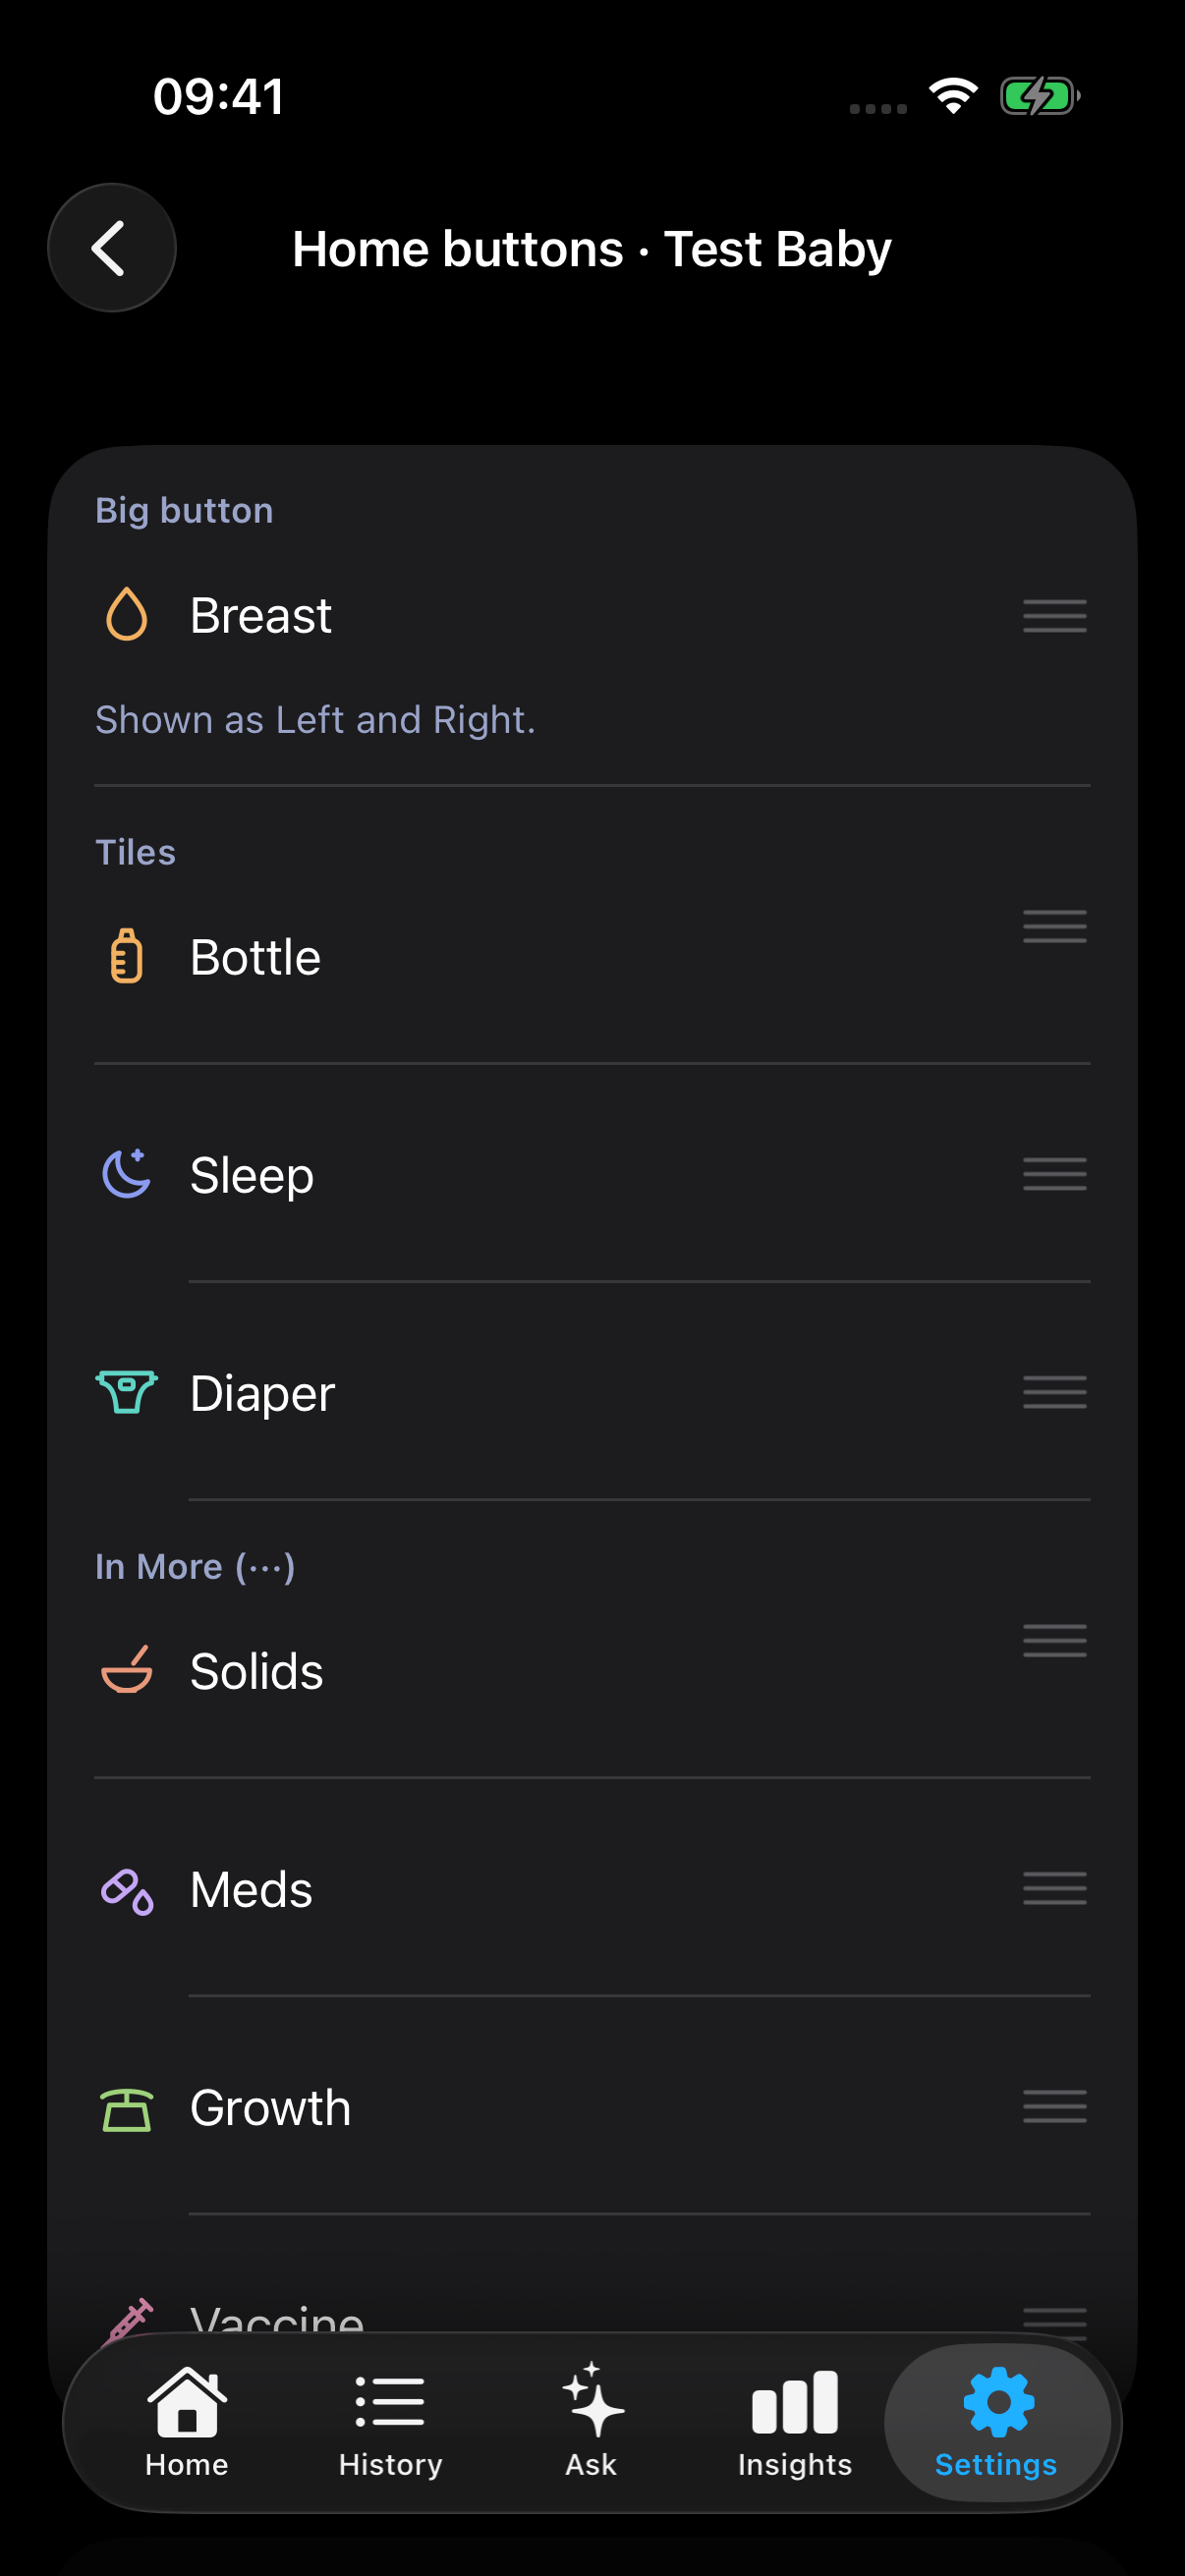 09:41
Home buttons · Test Baby
Big button
Breast
Shown as Left and Right.
Tiles
Bottle
Sleep
Diaper
In More (···)
Solids
Meds
Growth
Vaccine
Home
History
Ask
Insights
Settings